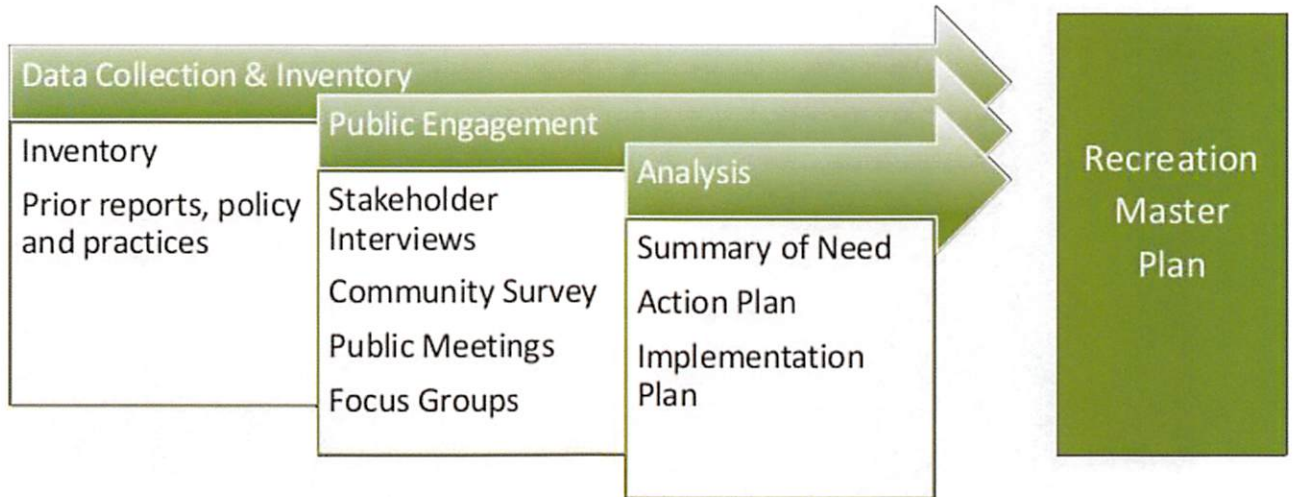 Data Collection & Inventory
Inventory
Prior reports, policy
and practices
Public Engagement
Stakeholder
Interviews
Community Survey
Public Meetings
Focus Groups
Analysis
Summary of Need
Action Plan
Implementation
Plan
Recreation
Master
Plan